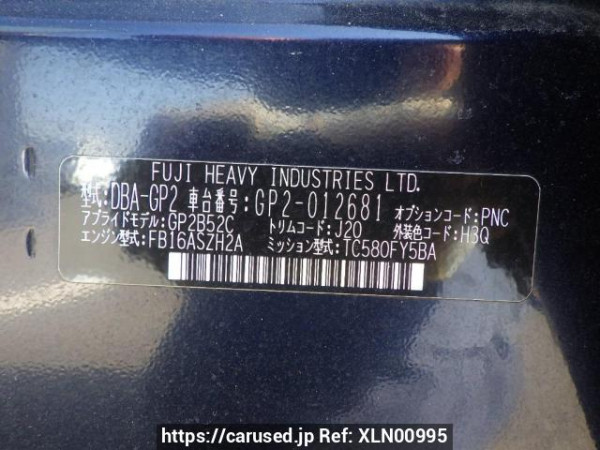 FUJI HEAVY INDUSTRIES LTD.
型式:DBA-GP2 車台番号:GP2-012681 オプションコード:PNC
アプライドモデル:GP2B52C トリムコード:J20 外装色コード:H3Q
エンジン型式:FB16ASZH2A ミッション型式:TC580FY5BA
https://carused.jp Ref: XLN00995